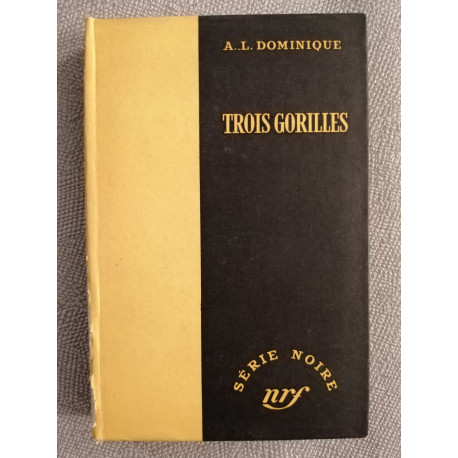 A..L. DOMINIQUE
TROIS GORILLES
SÉRIE NOIRE
nrf